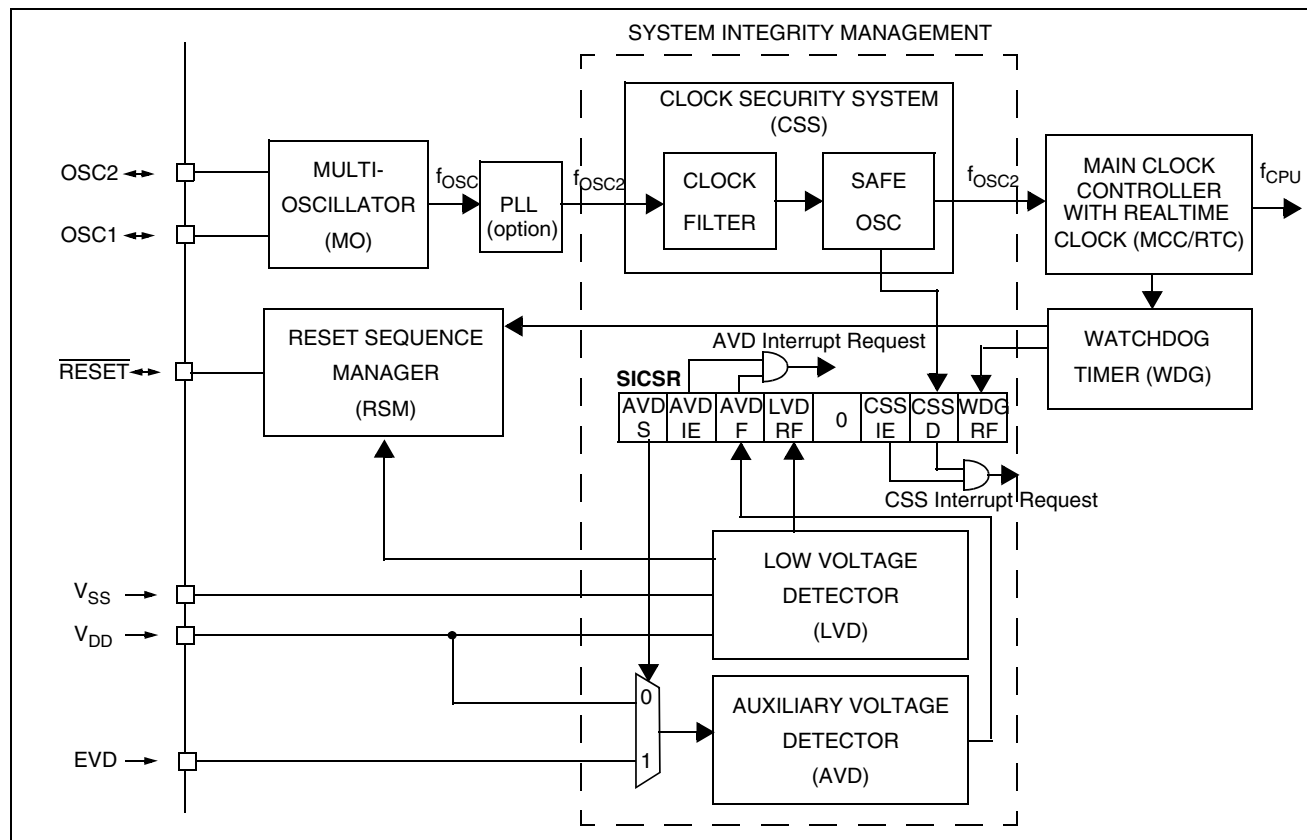 SYSTEM INTEGRITY MANAGEMENT
CLOCK SECURITY SYSTEM
(CSS)
OSC2
OSC1
MULTI-
OSCILLATOR
(MO)
fOSC
PLL
(option)
fOSC2
CLOCK
FILTER
SAFE
OSC
fOSC2
MAIN CLOCK
CONTROLLER
WITH REALTIME
CLOCK (MCC/RTC)
fCPU
RESET
RESET SEQUENCE
MANAGER
(RSM)
AVD Interrupt Request
WATCHDOG
TIMER (WDG)
SICSR
AVD AVD AVD LVD 0 CSS CSS WDG
S IE F RF IE D RF
CSS Interrupt Request
LOW VOLTAGE
DETECTOR
(LVD)
VSS
VDD
0
1
AUXILIARY VOLTAGE
DETECTOR
(AVD)
EVD